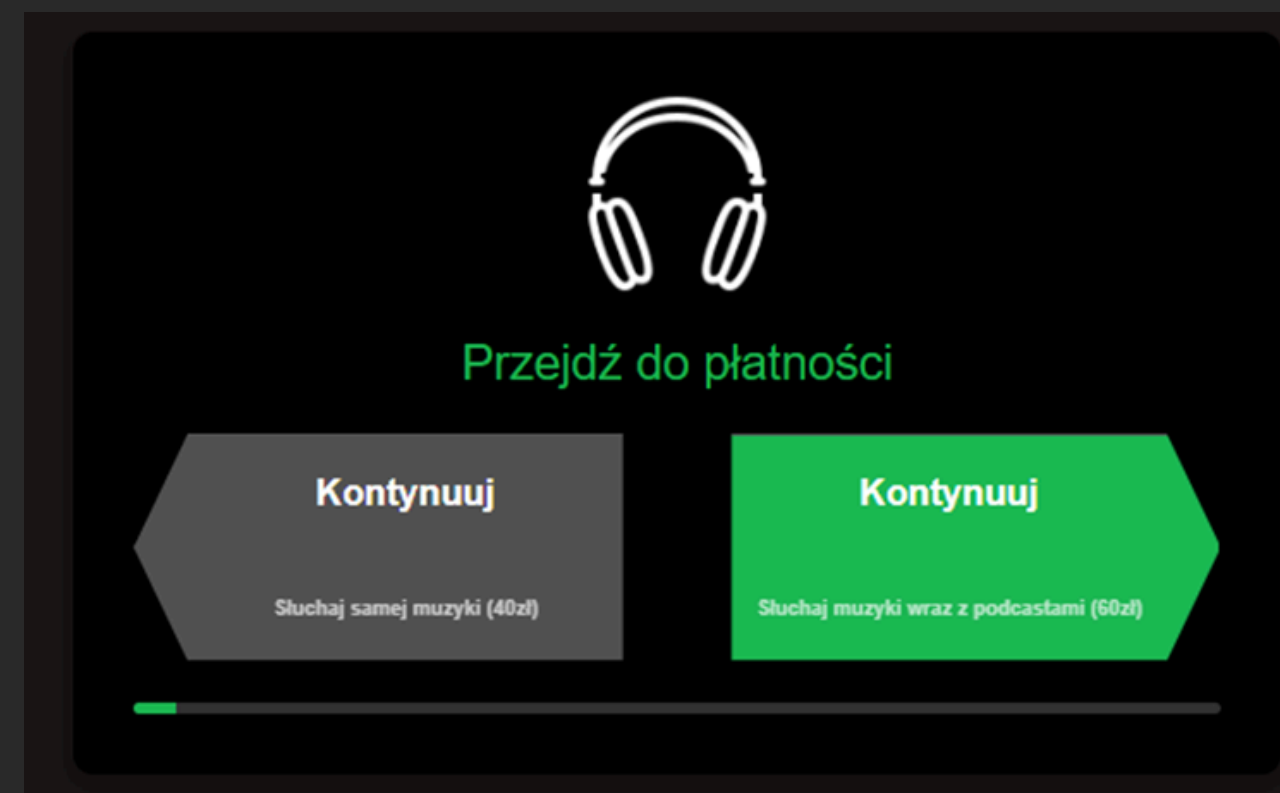 Przejdź do płatności
Kontynuuj
Słuchaj samej muzyki (40zł)
Kontynuuj
Słuchaj muzyki wraz z podcastami (60zł)